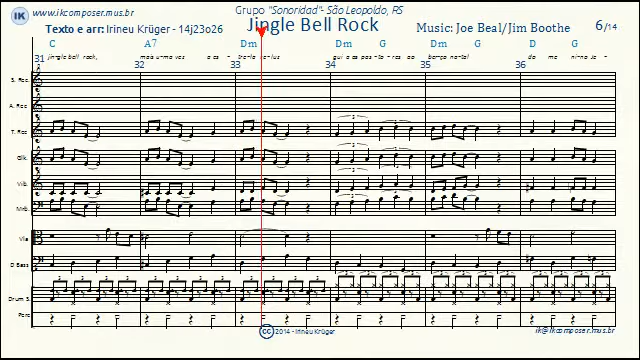 IK www.ikcomposer.mus.br
Grupo "Sonoridad"- São Leopoldo, RS
Texto e arr: Irineu Krüger - 14j23o26
Jingle Bell Rock
Music: Joe Beal/Jim Boothe
6/14
C A7 Dm Dm G Dm G D G
31 jingle bell rock,
32 33 34 35 36
S. Rec
A. Rec
T. Rec
Glk.
Vib.
Mrb.
Vla
D Bass
Drum S.
Perc
cc 2014 - Irineu Krüger
ik@ikcomposer.mus.br